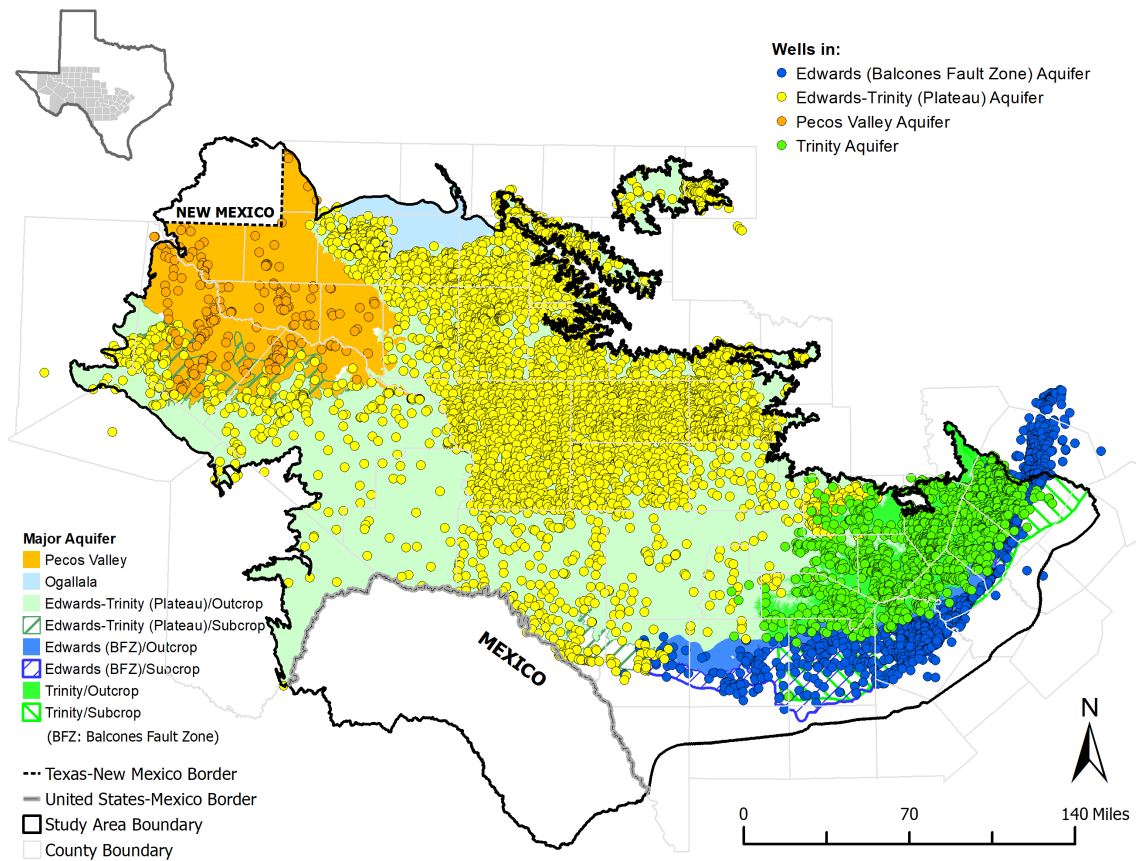 Wells in:
Edwards (Balcones Fault Zone) Aquifer
Edwards-Trinity (Plateau) Aquifer
Pecos Valley Aquifer
Trinity Aquifer
NEW MEXICO
MEXICO
Major Aquifer
Pecos Valley
Ogallala
Edwards-Trinity (Plateau)/Outcrop
Edwards-Trinity (Plateau)/Subcrop
Edwards (BFZ)/Outcrop
Edwards (BFZ)/Subcrop
Trinity/Outcrop
Trinity/Subcrop
(BFZ: Balcones Fault Zone)
Texas-New Mexico Border
United States-Mexico Border
Study Area Boundary
County Boundary
N
0 70 140 Miles